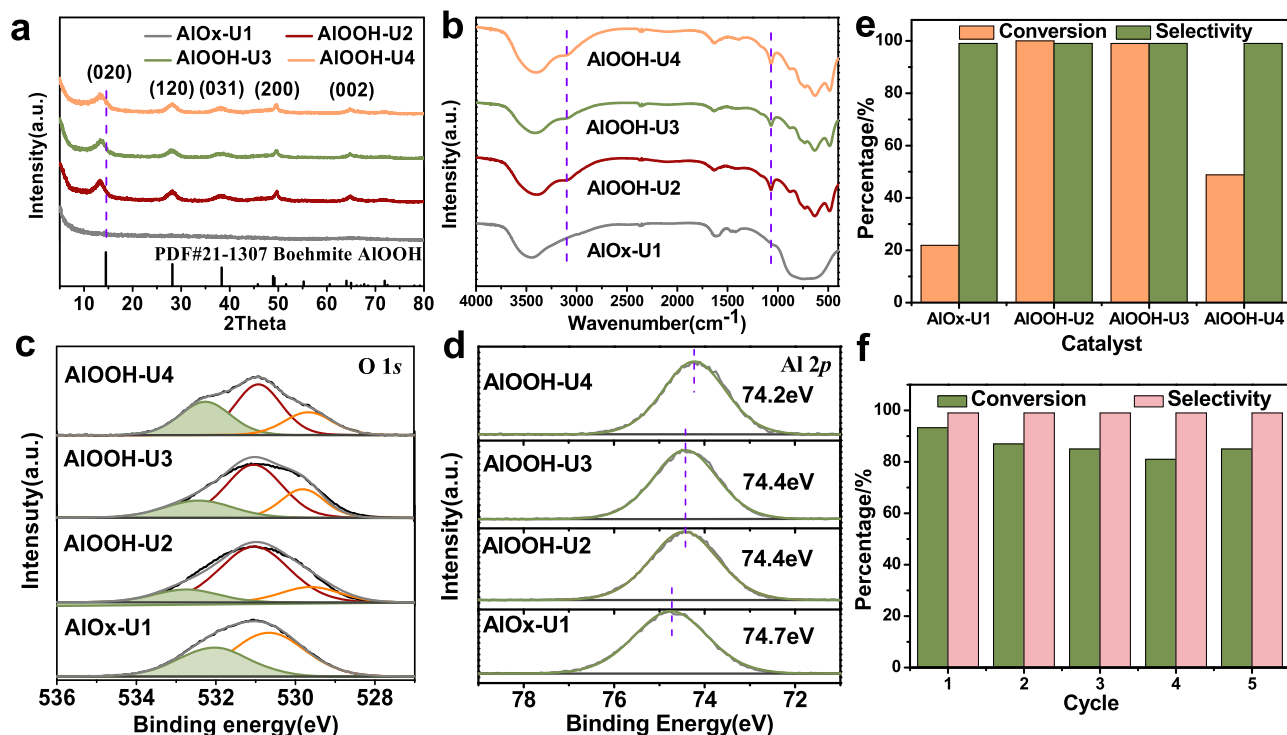 a
AlOx-U1 AlOOH-U2
AlOOH-U3 AlOOH-U4
(020)
(120) (031) (200) (002)
PDF#21-1307 Boehmite AlOOH
Intensity(a.u.)
10 20 30 40 50 60 70 80
2Theta
b
AlOOH-U4
AlOOH-U3
AlOOH-U2
AlOx-U1
Intensity(a.u.)
4000 3500 3000 2500 2000 1500 1000 500
Wavenumber(cm-1)
e
Conversion Selectivity
Percentage/%
100
80
60
40
20
0
AlOx-U1 AlOOH-U2 AlOOH-U3 AlOOH-U4
Catalyst
c
O 1s
AlOOH-U4
AlOOH-U3
AlOOH-U2
AlOx-U1
Intensuty(a.u.)
536 534 532 530 528
Binding energy(eV)
d
Al 2p
AlOOH-U4
74.2eV
AlOOH-U3
74.4eV
AlOOH-U2
74.4eV
AlOx-U1
74.7eV
Intensity(a.u.)
78 76 74 72
Binding Energy(eV)
f
Conversion Selectivity
Percentage/%
100
80
60
40
20
0
1 2 3 4 5
Cycle